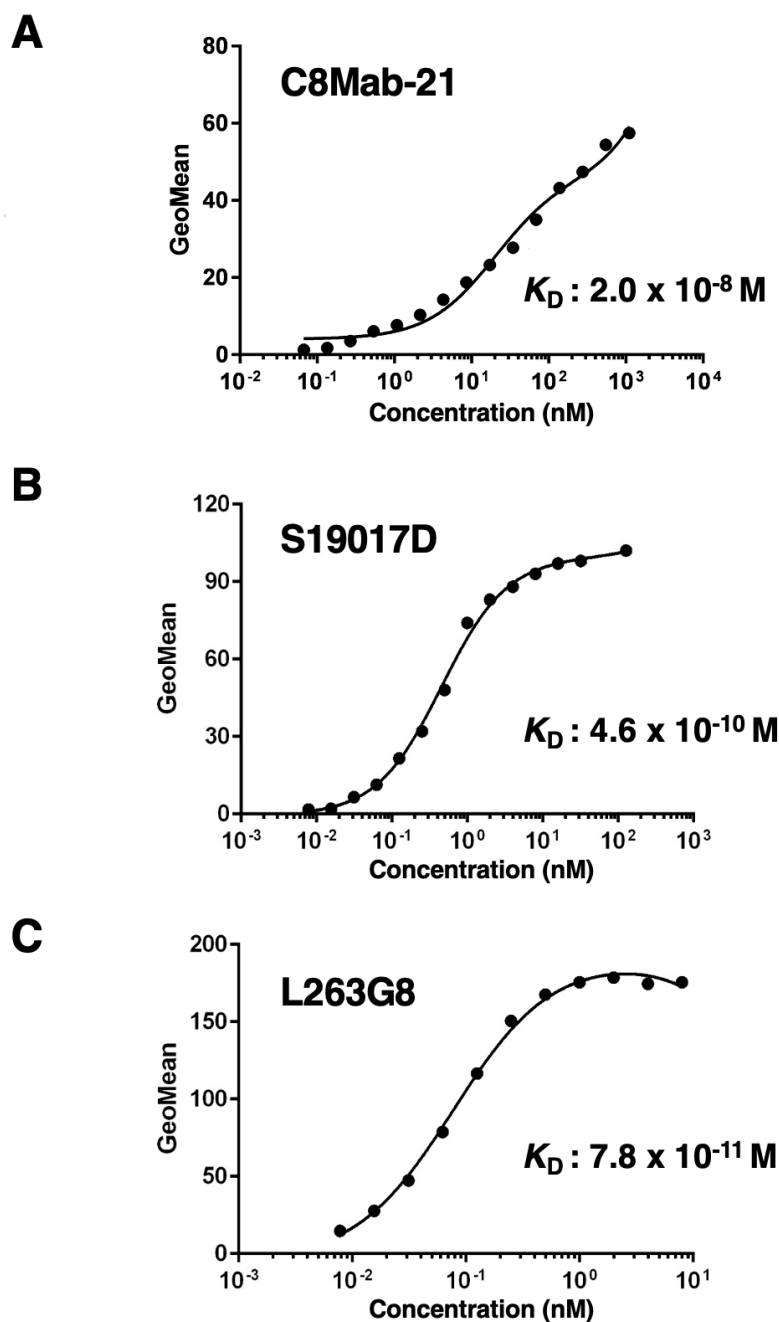 A
C8Mab-21
80
60
40
20
0
GeoMean
K_D : 2.0 x 10⁻⁸ M
10⁻² 10⁻¹ 10⁰ 10¹ 10² 10³ 10⁴
Concentration (nM)
B
S19017D
120
90
60
30
0
GeoMean
K_D : 4.6 x 10⁻¹⁰ M
10⁻³ 10⁻² 10⁻¹ 10⁰ 10¹ 10² 10³
Concentration (nM)
C
L263G8
200
150
100
50
0
GeoMean
K_D : 7.8 x 10⁻¹¹ M
10⁻³ 10⁻² 10⁻¹ 10⁰ 10¹
Concentration (nM)